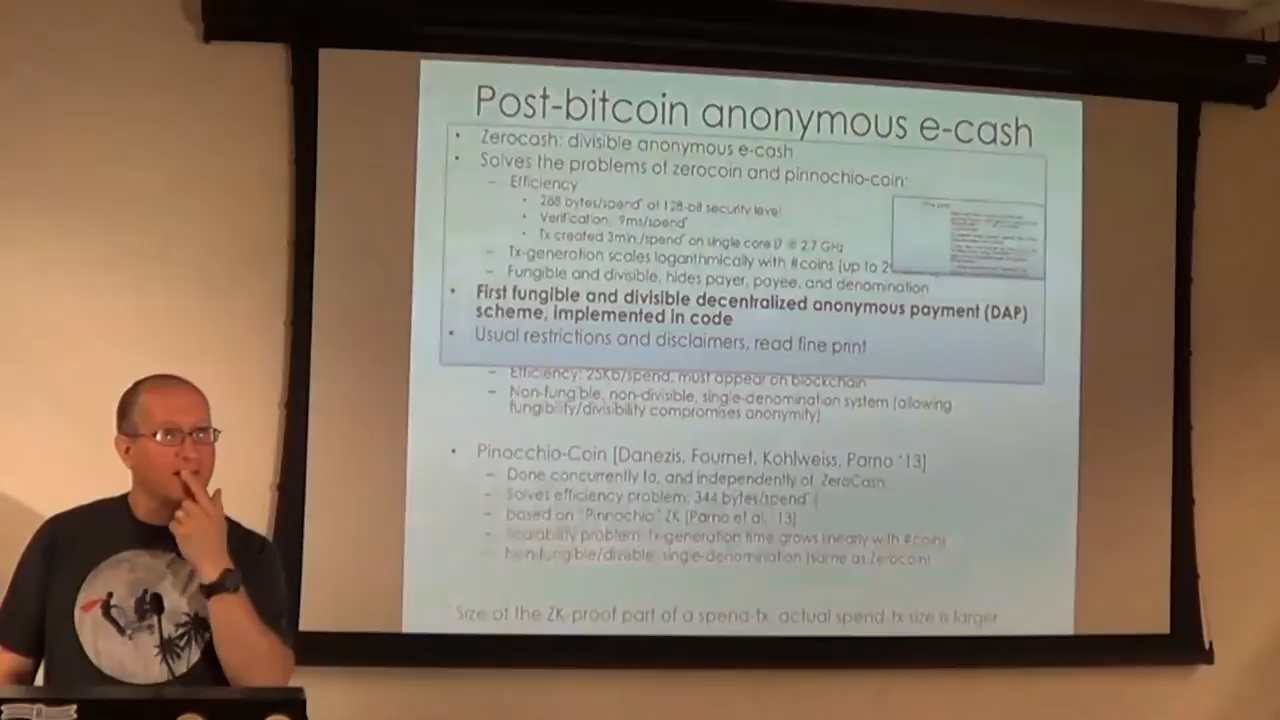 Post-bitcoin anonymous e-cash
• Zerocash: divisible anonymous e-cash
• Solves the problems of zerocoin and pinnochio-coin:
– Efficiency
• 288 bytes/spend* at 128-bit security level
• Verification: 9ms/spend*
• Tx created 3min/spend* on single core i7 @ 2.7 GHz
– Tx-generation scales logarithmically with #coins (up to 2
– Fungible and divisible, hides payer, payee, and denomination
• First fungible and divisible decentralized anonymous payment (DAP)
scheme, implemented in code
• Usual restrictions and disclaimers, read fine print
– Efficiency: 25Kb/spend, must appear on blockchain
– Non-fungible, non-divisible, single-denomination system (allowing
fungibility/divisibility compromises anonymity)
• Pinacchio-Coin [Danezis, Fournet, Kohlweiss, Parno '13]
– Done concurrently to, and independently of, ZeroCash
– Solves efficiency problem: 344 bytes/spend* (
– based on "Pinnochio" ZK [Parno et al. '13]
– Scalability problem: tx-generation time grows linearly with #coins
– Non-fungible/divable, single-denomination (same as Zerocoin)
* Size of the ZK-proof part of a spend-tx, actual spend-tx size is larger